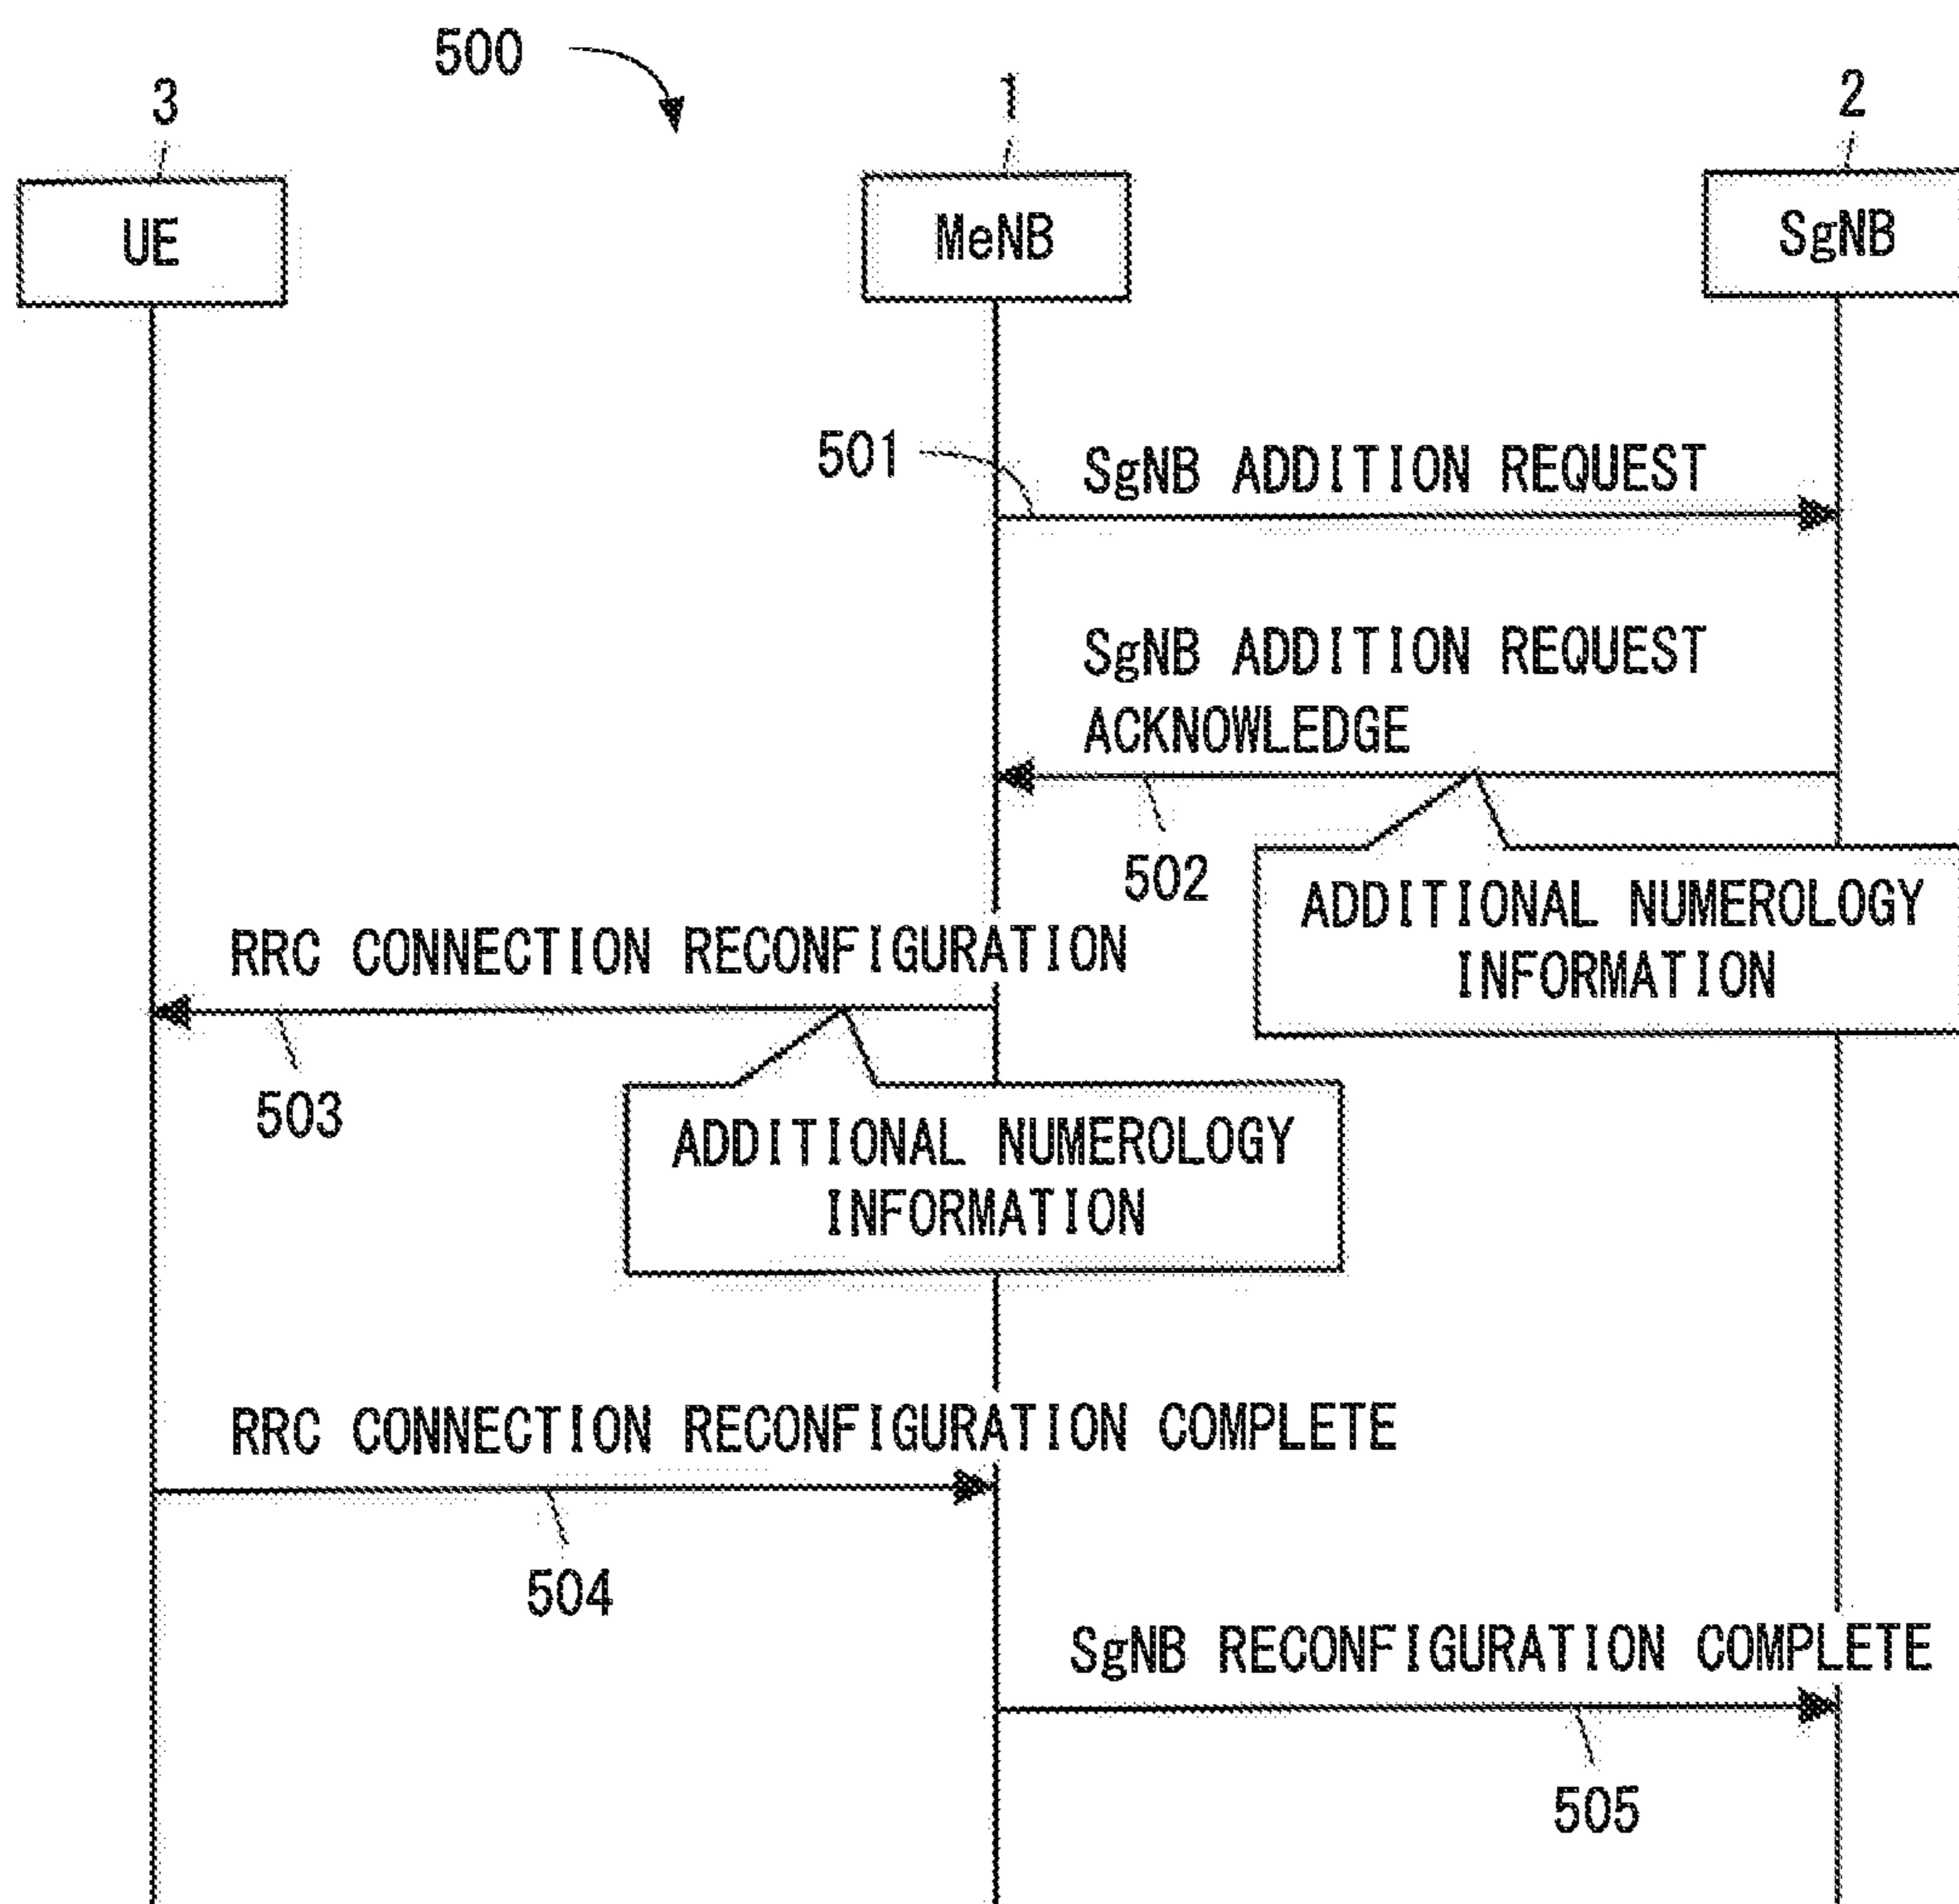 500
3
1
2
UE
MeNB
SgNB
501
SgNB ADDITION REQUEST
SgNB ADDITION REQUEST
ACKNOWLEDGE
502
ADDITIONAL NUMEROLOGY
INFORMATION
RRC CONNECTION RECONFIGURATION
503
ADDITIONAL NUMEROLOGY
INFORMATION
RRC CONNECTION RECONFIGURATION COMPLETE
504
SgNB RECONFIGURATION COMPLETE
505